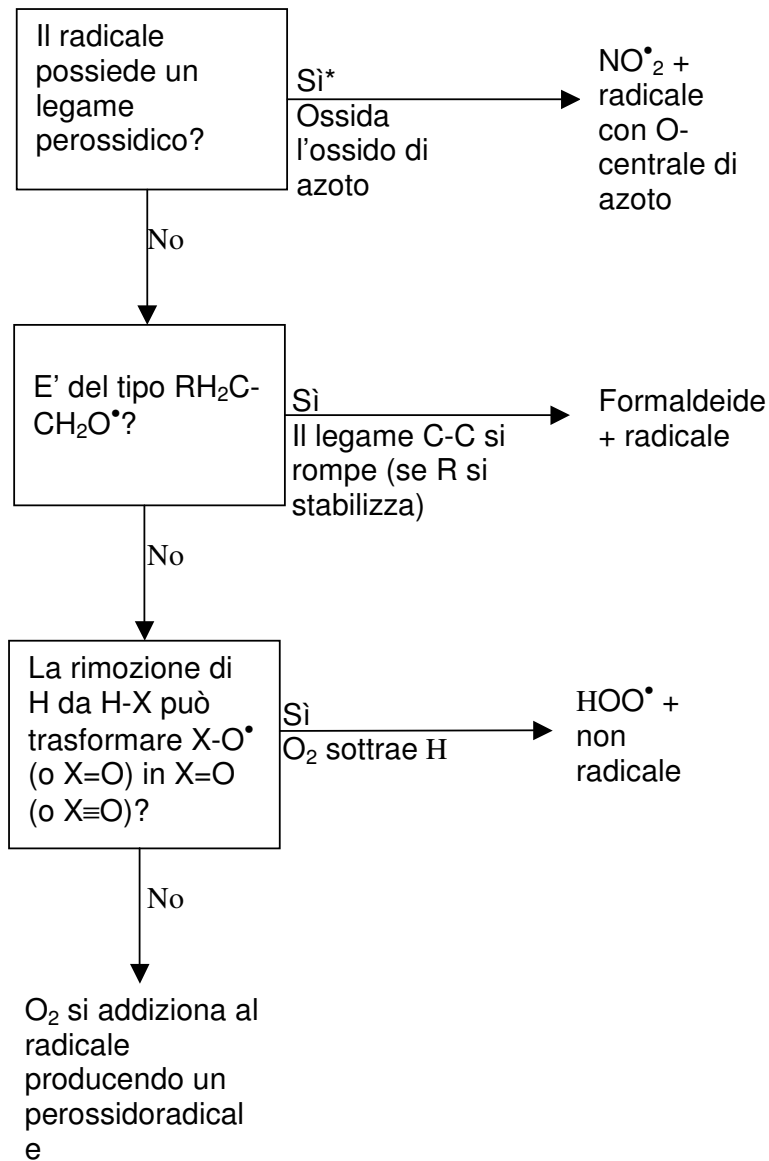 Il radicale
possiede un
legame
perossidico?
Sì*
Ossida
l'ossido di
azoto
NO•₂ +
radicale
con O-
centrale di
azoto
No
E' del tipo RH₂C-
CH₂O•?
Sì
Il legame C-C si
rompe (se R si
stabilizza)
Formaldeide
+ radicale
No
La rimozione di
H da H-X può
trasformare X-O•
(o X=O) in X=O
(o X≡O)?
Sì
O₂ sottrae H
HOO• +
non
radicale
No
O₂ si addiziona al
radicale
producendo un
perossidoradical
e